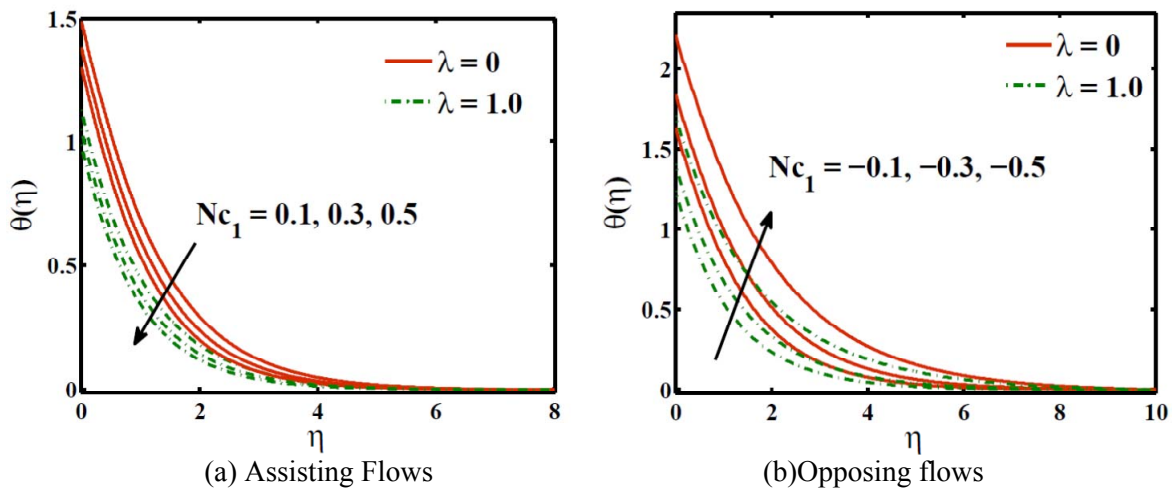 1.5
1
0.5
0
0 2 4 6 8
θ(η)
η
λ = 0
λ = 1.0
Nc1 = 0.1, 0.3, 0.5
(a) Assisting Flows
2
1.5
1
0.5
0
0 2 4 6 8 10
θ(η)
η
λ = 0
λ = 1.0
Nc1 = −0.1, −0.3, −0.5
(b)Opposing flows